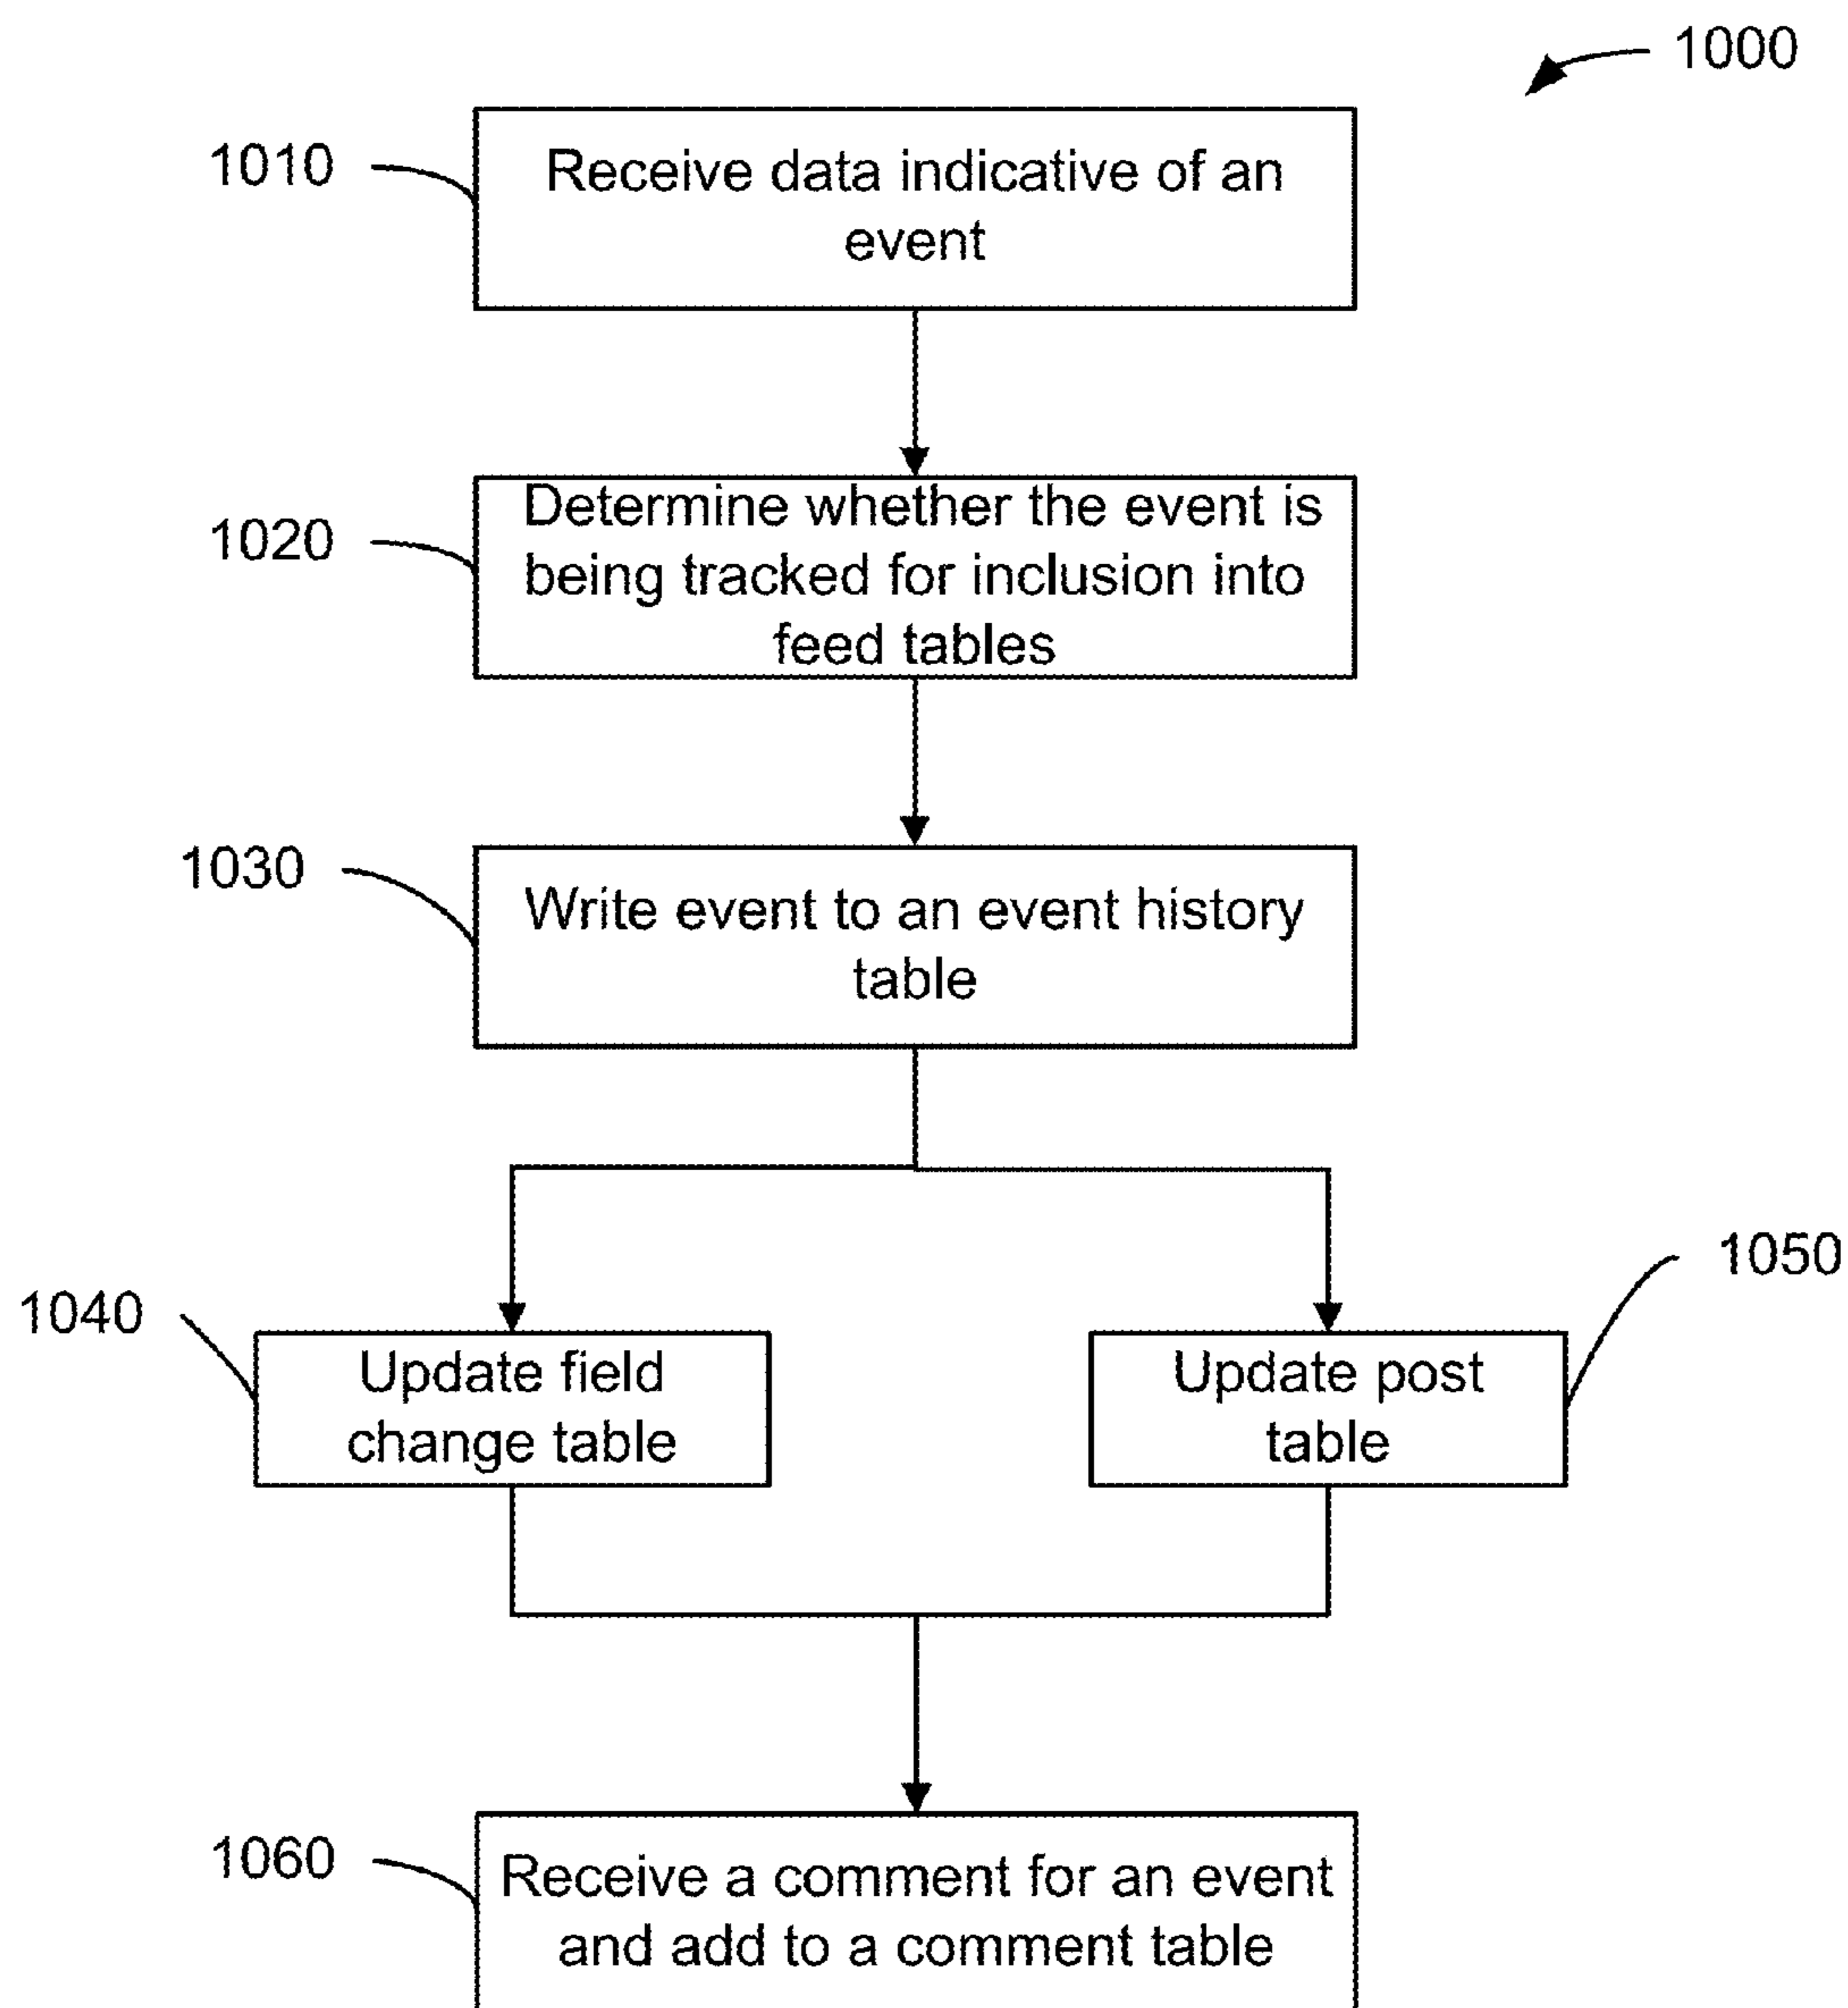 1000
1010
Receive data indicative of an
event
1020
Determine whether the event is
being tracked for inclusion into
feed tables
1030
Write event to an event history
table
1040
Update field
change table
1050
Update post
table
1060
Receive a comment for an event
and add to a comment table